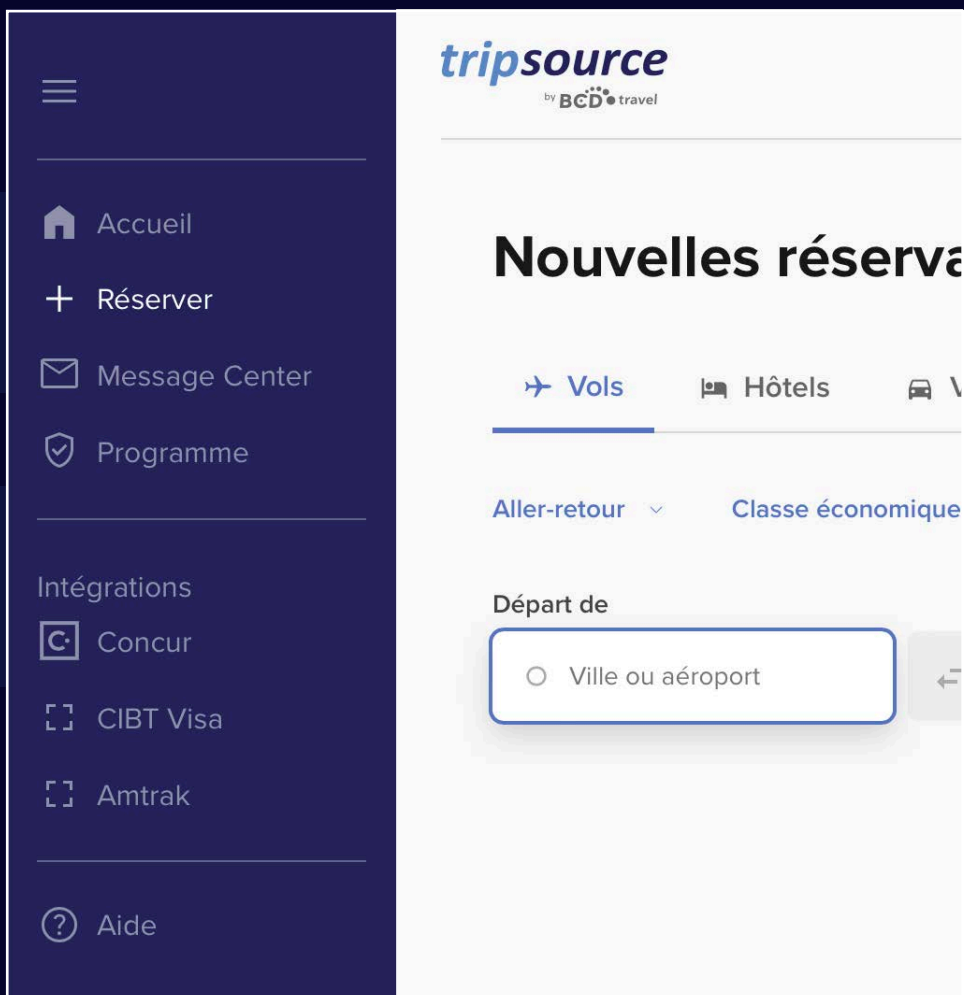 tripsource
by BCD travel
Accueil
Réserver
Message Center
Programme
Intégrations
Concur
CIBT Visa
Amtrak
Aide
Nouvelles réserva
Vols
Hôtels
V
Aller-retour
Classe économique
Départ de
Ville ou aéroport